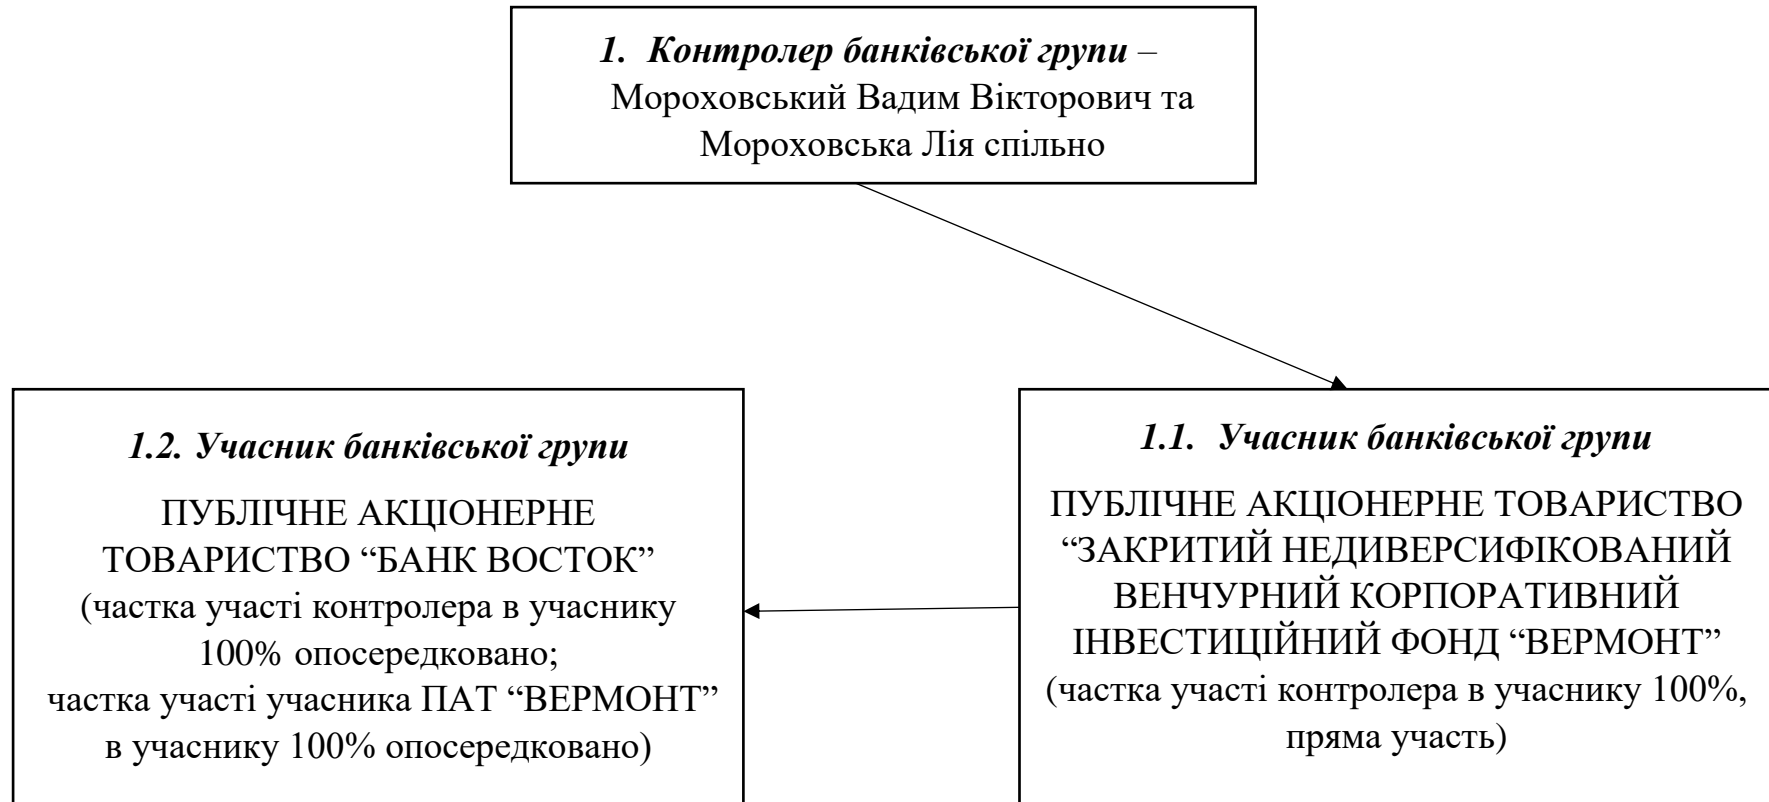 1. Контролер банківської групи –
Мороховський Вадим Вікторович та
Мороховська Лія спільно
1.2. Учасник банківської групи
ПУБЛІЧНЕ АКЦІОНЕРНЕ
ТОВАРИСТВО “БАНК ВОСТОК”
(частка участі контролера в учаснику
100% опосередковано;
частка участі учасника ПАТ “ВЕРМОНТ”
в учаснику 100% опосередковано)
1.1. Учасник банківської групи
ПУБЛІЧНЕ АКЦІОНЕРНЕ ТОВАРИСТВО
“ЗАКРИТИЙ НЕДИВЕРСИФІКОВАНИЙ
ВЕНЧУРНИЙ КОРПОРАТИВНИЙ
ІНВЕСТИЦІЙНИЙ ФОНД “ВЕРМОНТ”
(частка участі контролера в учаснику 100%,
пряма участь)